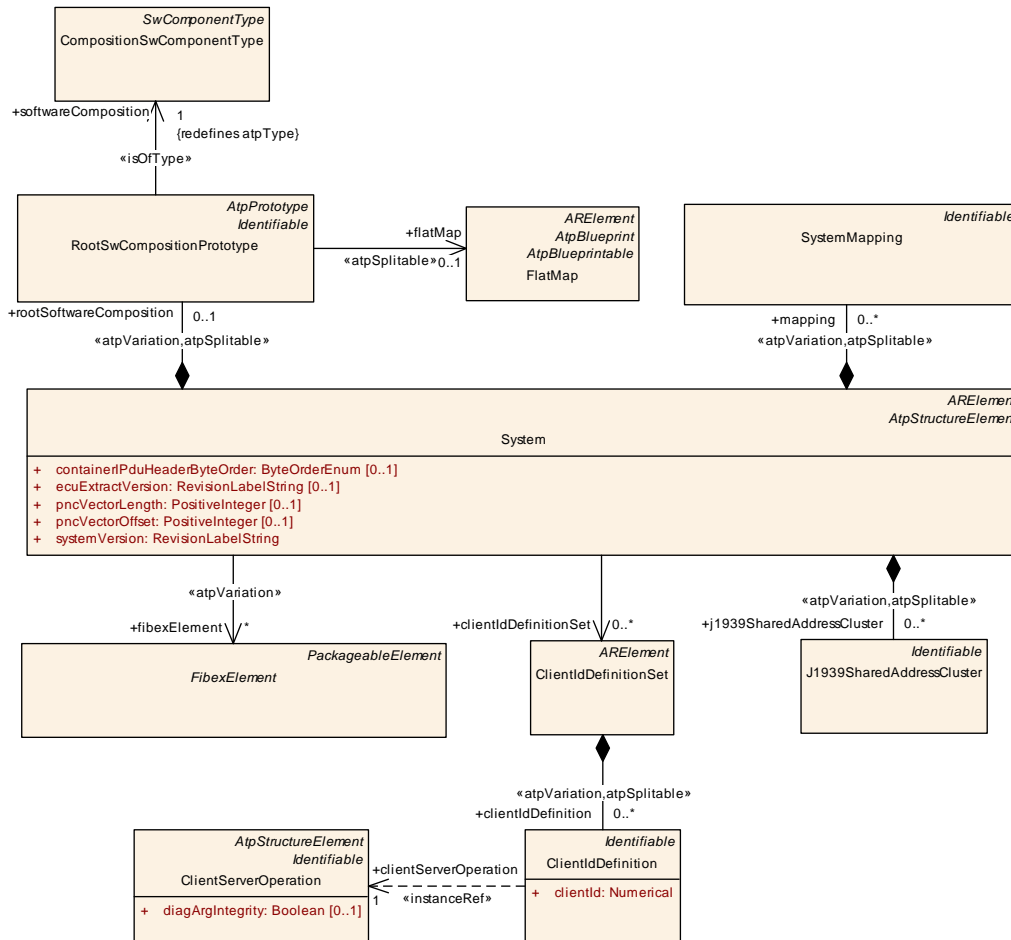 SwComponentType
CompositionSwComponentType
+softwareComposition
1
{redefines atpType}
«isOfType»
AtpPrototype
Identifiable
RootSwCompositionPrototype
+flatMap
«atpSplitable»
0..1
ARElement
AtpBlueprint
AtpBlueprintable
FlatMap
Identifiable
SystemMapping
+rootSoftwareComposition
0..1
«atpVariation,atpSplitable»
+mapping
0..*
«atpVariation,atpSplitable»
ARElement
AtpStructureElement
System
+ containerIPduHeaderByteOrder: ByteOrderEnum [0..1]
+ ecuExtractVersion: RevisionLabelString [0..1]
+ pncVectorLength: PositiveInteger [0..1]
+ pncVectorOffset: PositiveInteger [0..1]
+ systemVersion: RevisionLabelString
«atpVariation»
+fibexElement
*
+clientIdDefinitionSet
0..*
«atpVariation,atpSplitable»
+j1939SharedAddressCluster
0..*
PackageableElement
FibexElement
ARElement
ClientIdDefinitionSet
Identifiable
J1939SharedAddressCluster
«atpVariation,atpSplitable»
+clientIdDefinition
0..*
AtpStructureElement
Identifiable
ClientServerOperation
+ diagArgIntegrity: Boolean [0..1]
+clientServerOperation
1
«instanceRef»
Identifiable
ClientIdDefinition
+ clientId: Numerical